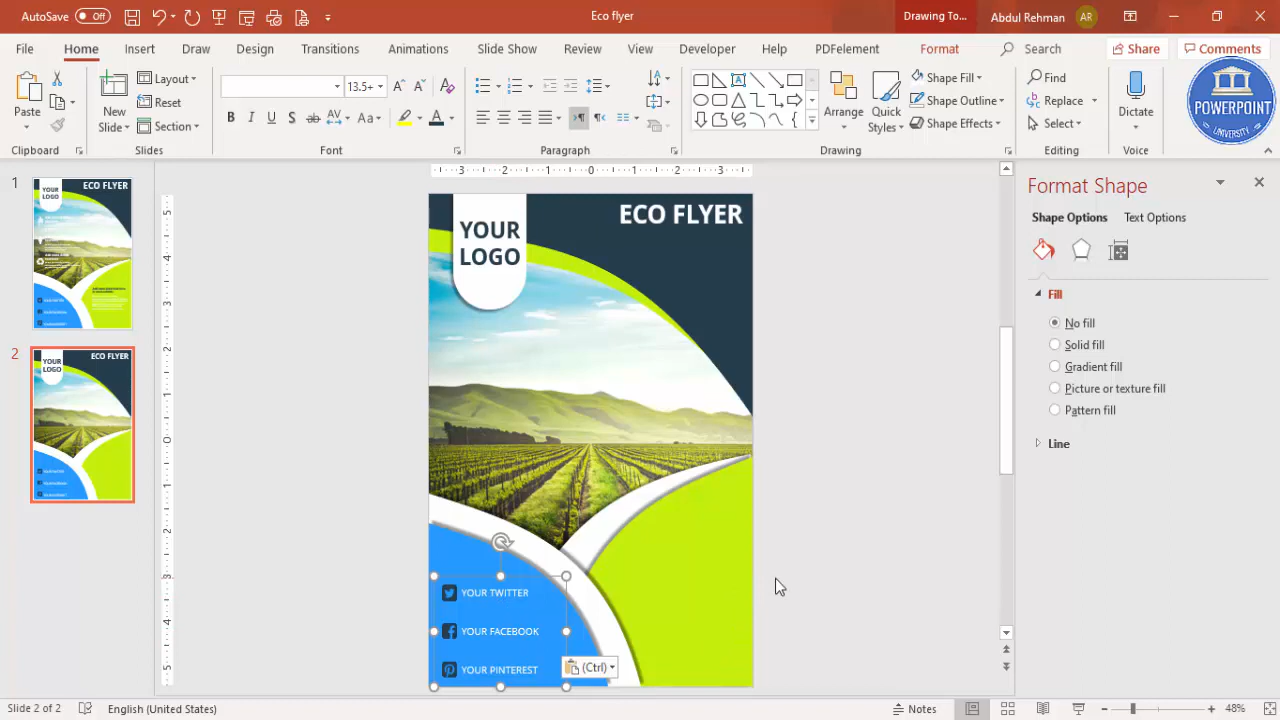 AutoSave Off
Eco flyer
Drawing To...
Abdul Rehman AR
File Home Insert Draw Design Transitions Animations Slide Show Review View Developer Help PDFelement Format Search Share Comments
Paste
New
Slide
Layout
Reset
Section
13.5+
B I U S ab AV Aa
A
Arrange
Quick
Styles
Shape Fill
Shape Outline
Shape Effects
Find
Replace
Select
Dictate
Clipboard Slides Font Paragraph Drawing Editing Voice
POWERPOINT
UNIVERSITY
1
YOUR
LOGO
ECO FLYER
2
YOUR
LOGO
ECO FLYER
YOUR
LOGO
ECO FLYER
YOUR TWITTER
YOUR FACEBOOK
YOUR PINTEREST
(Ctrl)
Format Shape
Shape Options Text Options
Fill
No fill
Solid fill
Gradient fill
Picture or texture fill
Pattern fill
Line
Slide 2 of 2 English (United States) Notes 48%